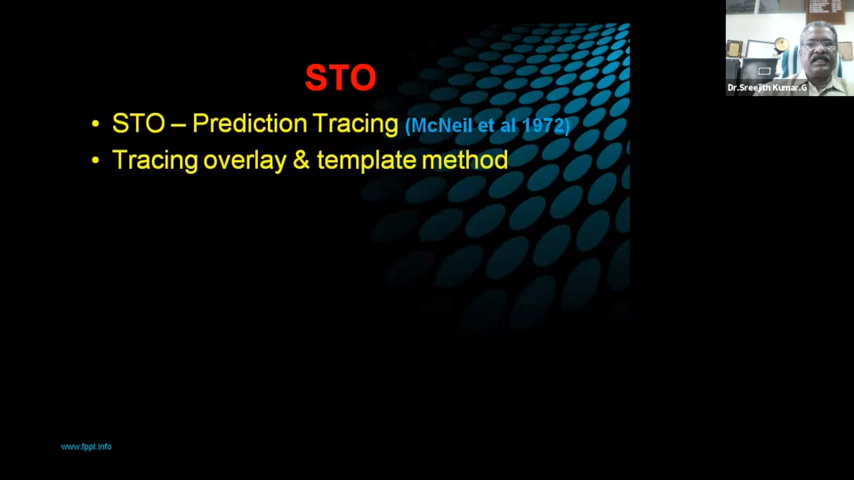 STO
• STO – Prediction Tracing (McNeil et al 1972)
• Tracing overlay & template method
www.fppt.info
Dr.Sreejith Kumar.G